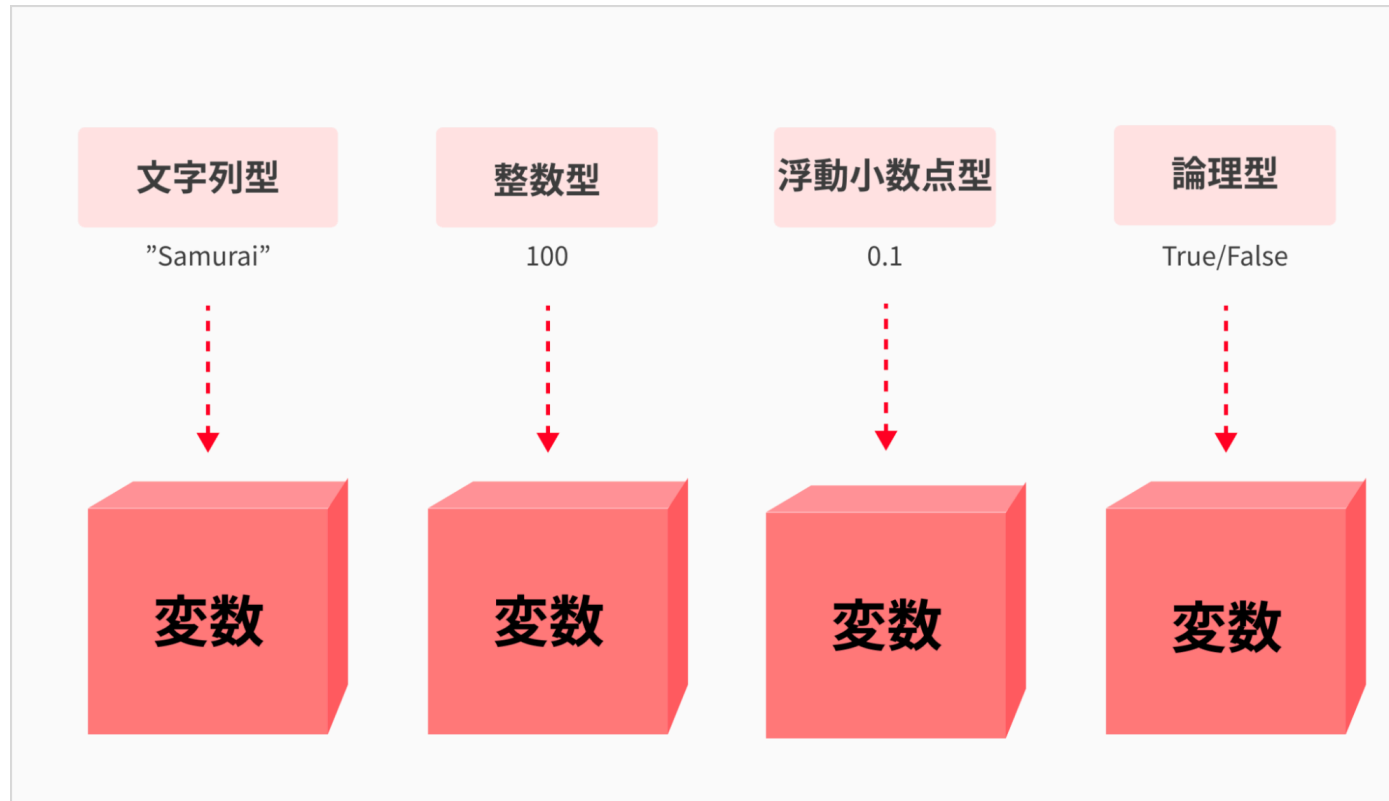 文字列型
整数型
浮動小数点型
論理型
”Samurai”
100
0.1
True/False
変数
変数
変数
変数